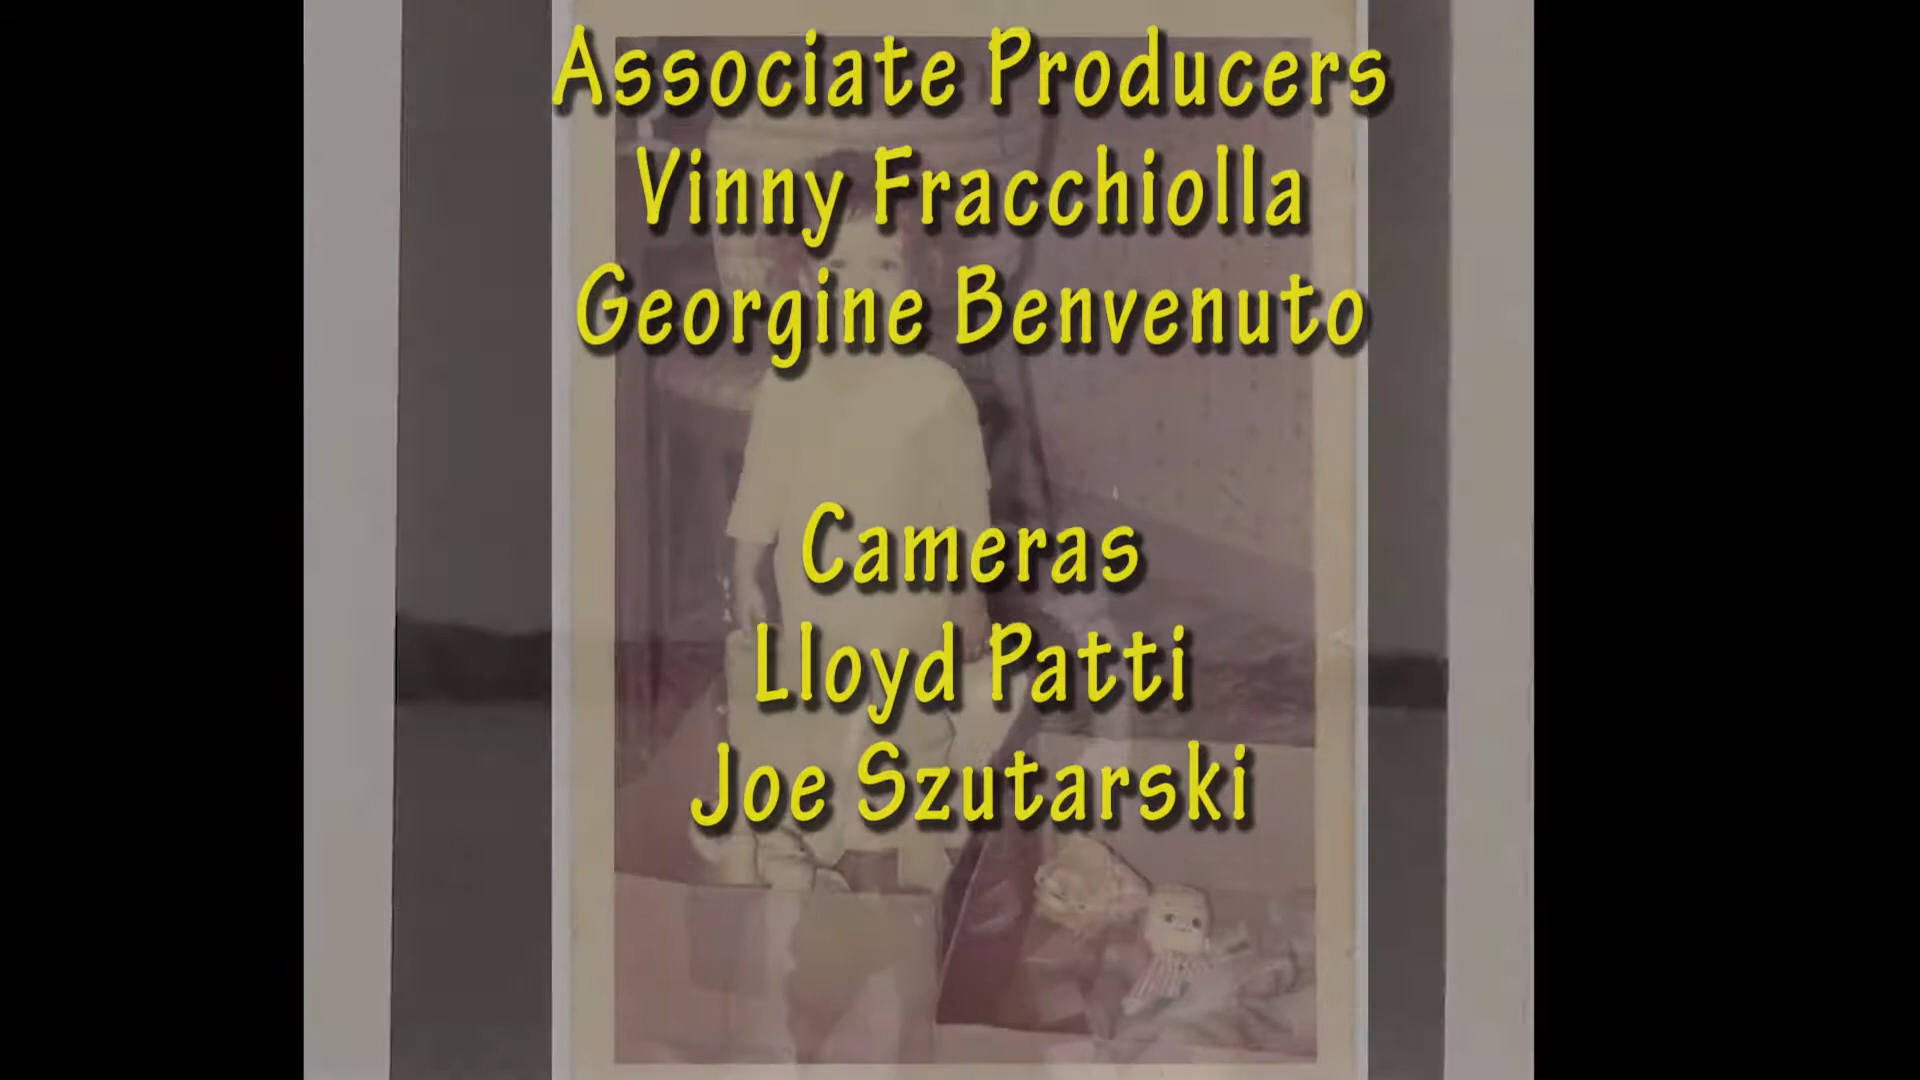 Associate Producers
Vinny Fracchiolla
Georgine Benvenuto
Cameras
Lloyd Patti
Joe Szutarski